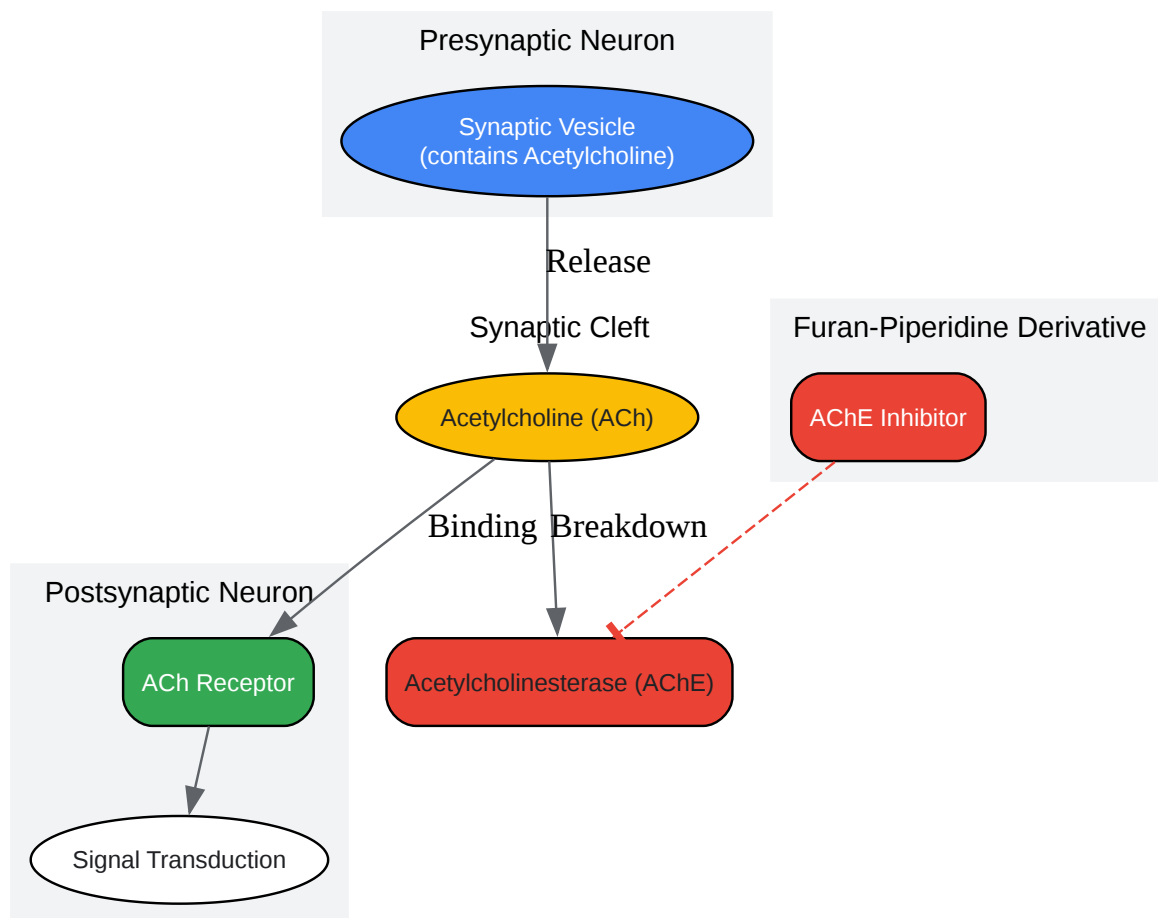 Presynaptic Neuron
Synaptic Vesicle
(contains Acetylcholine)
Release
Synaptic Cleft
Furan-Piperidine Derivative
Acetylcholine (ACh)
AChE Inhibitor
Binding
Breakdown
Postsynaptic Neuron
ACh Receptor
Acetylcholinesterase (AChE)
Signal Transduction